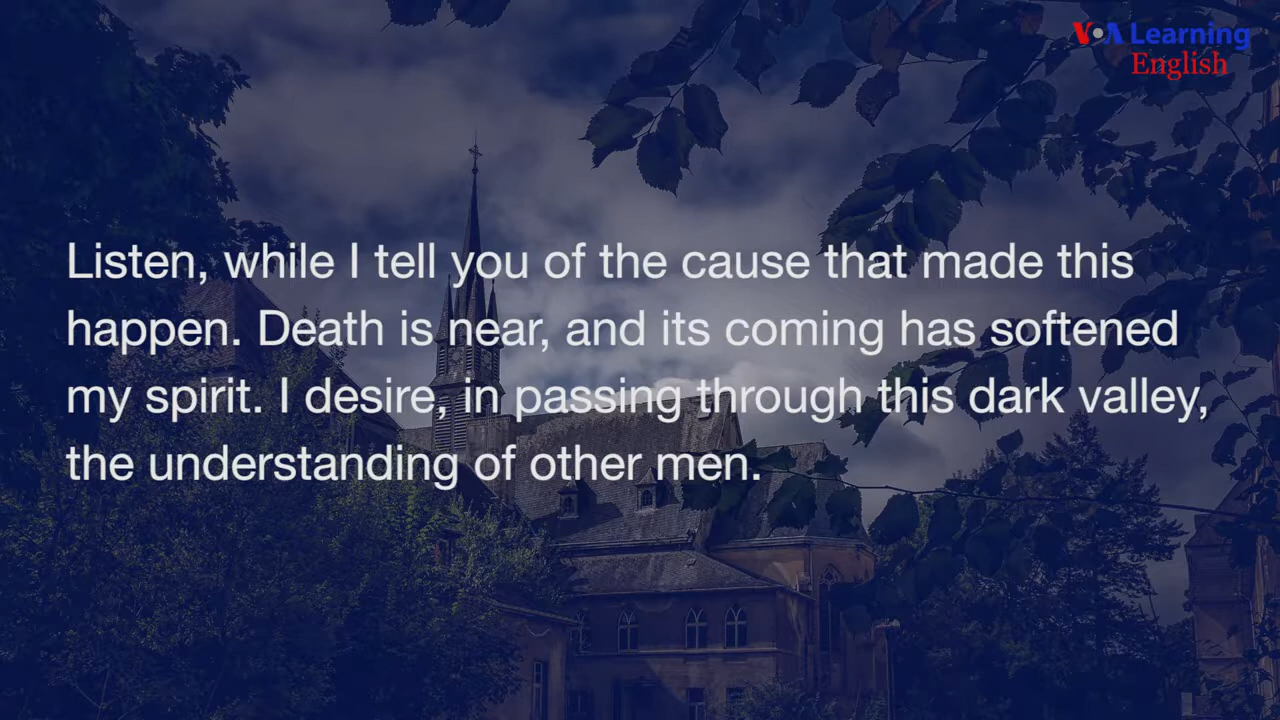 VOA Learning
English
Listen, while I tell you of the cause that made this
happen. Death is near, and its coming has softened
my spirit. I desire, in passing through this dark valley,
the understanding of other men.